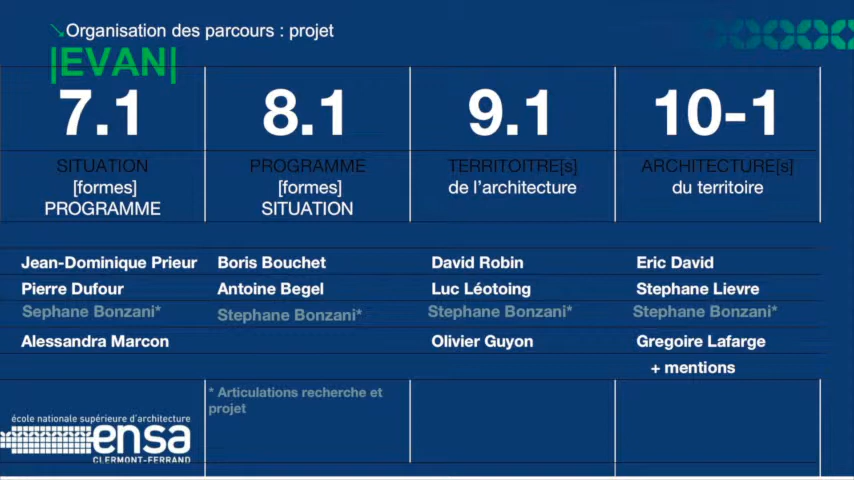 ↘Organisation des parcours : projet
|EVAN|
7.1
SITUATION
[formes]
PROGRAMME
8.1
PROGRAMME
[formes]
SITUATION
9.1
TERRITOITRE[s]
de l'architecture
10-1
ARCHITECTURE[s]
du territoire
Jean-Dominique Prieur
Pierre Dufour
Sephane Bonzani*
Alessandra Marcon
Boris Bouchet
Antoine Begel
Stephane Bonzani*
David Robin
Luc Léotoing
Stephane Bonzani*
Olivier Guyon
Eric David
Stephane Lievre
Stephane Bonzani*
Gregoire Lafarge
+ mentions
* Articulations recherche et
projet
école nationale supérieure d'architecture
ensa
CLERMONT-FERRAND